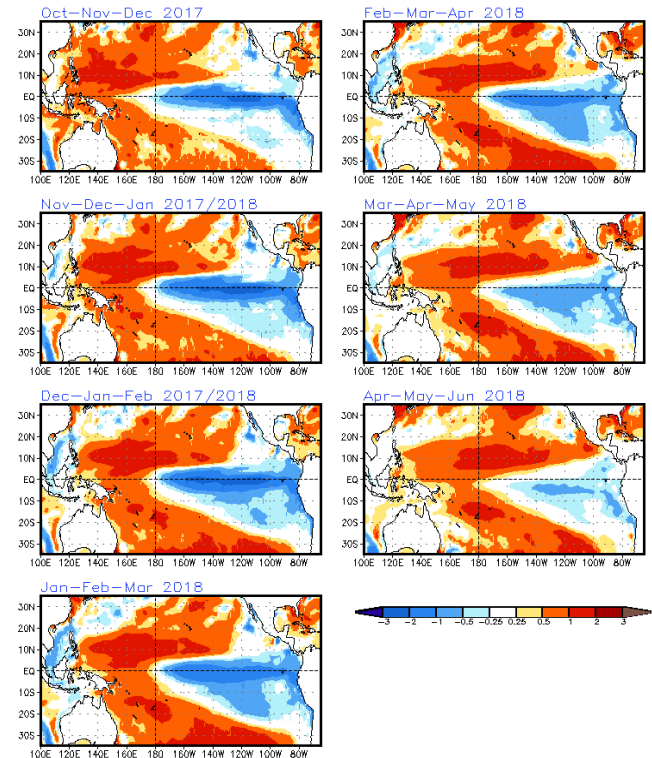 Oct-Nov-Dec 2017
30N
20N
10N
EQ
10S
20S
30S
100E 120E 140E 160E 180 160W 140W 120W 100W 80W
Nov-Dec-Jan 2017/2018
30N
20N
10N
EQ
10S
20S
30S
100E 120E 140E 160E 180 160W 140W 120W 100W 80W
Dec-Jan-Feb 2017/2018
30N
20N
10N
EQ
10S
20S
30S
100E 120E 140E 160E 180 160W 140W 120W 100W 80W
Jan-Feb-Mar 2018
30N
20N
10N
EQ
10S
20S
30S
100E 120E 140E 160E 180 160W 140W 120W 100W 80W
Feb-Mar-Apr 2018
30N
20N
10N
EQ
10S
20S
30S
100E 120E 140E 160E 180 160W 140W 120W 100W 80W
Mar-Apr-May 2018
30N
20N
10N
EQ
10S
20S
30S
100E 120E 140E 160E 180 160W 140W 120W 100W 80W
Apr-May-Jun 2018
30N
20N
10N
EQ
10S
20S
30S
100E 120E 140E 160E 180 160W 140W 120W 100W 80W
-3 -2 -1 -0.5 -0.25 0.25 0.5 1 2 3